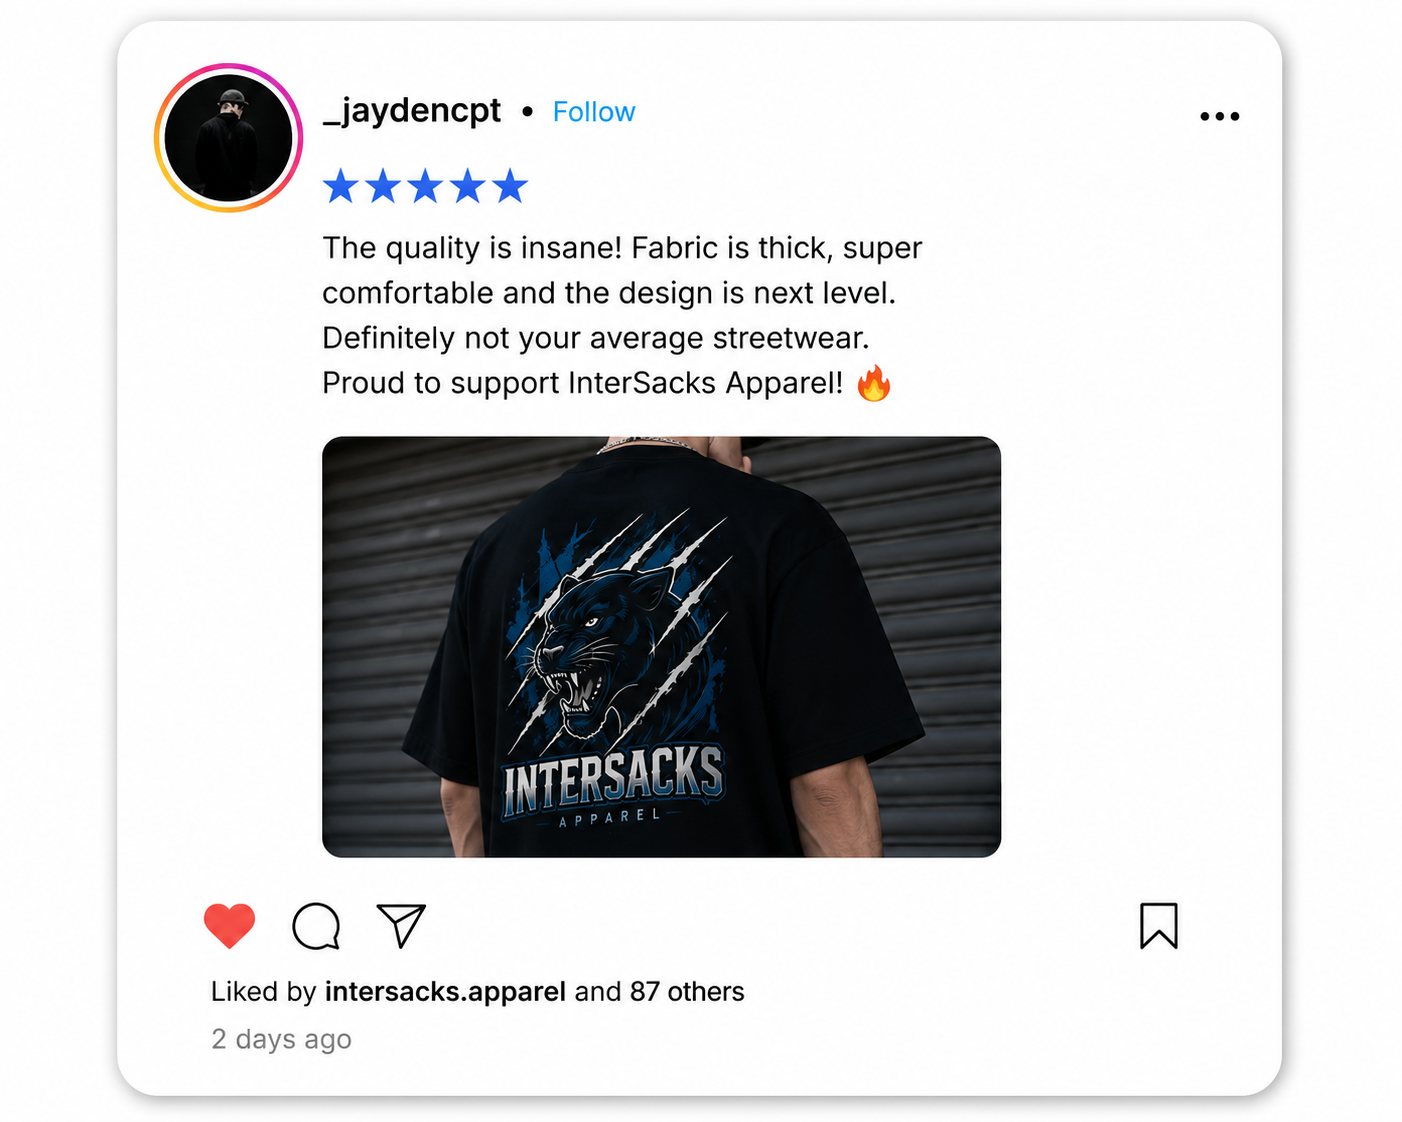 _jaydencpt • Follow
The quality is insane! Fabric is thick, super
comfortable and the design is next level.
Definitely not your average streetwear.
Proud to support InterSacks Apparel! 🔥
INTERSACKS
APPAREL
Liked by intersacks.apparel and 87 others
2 days ago